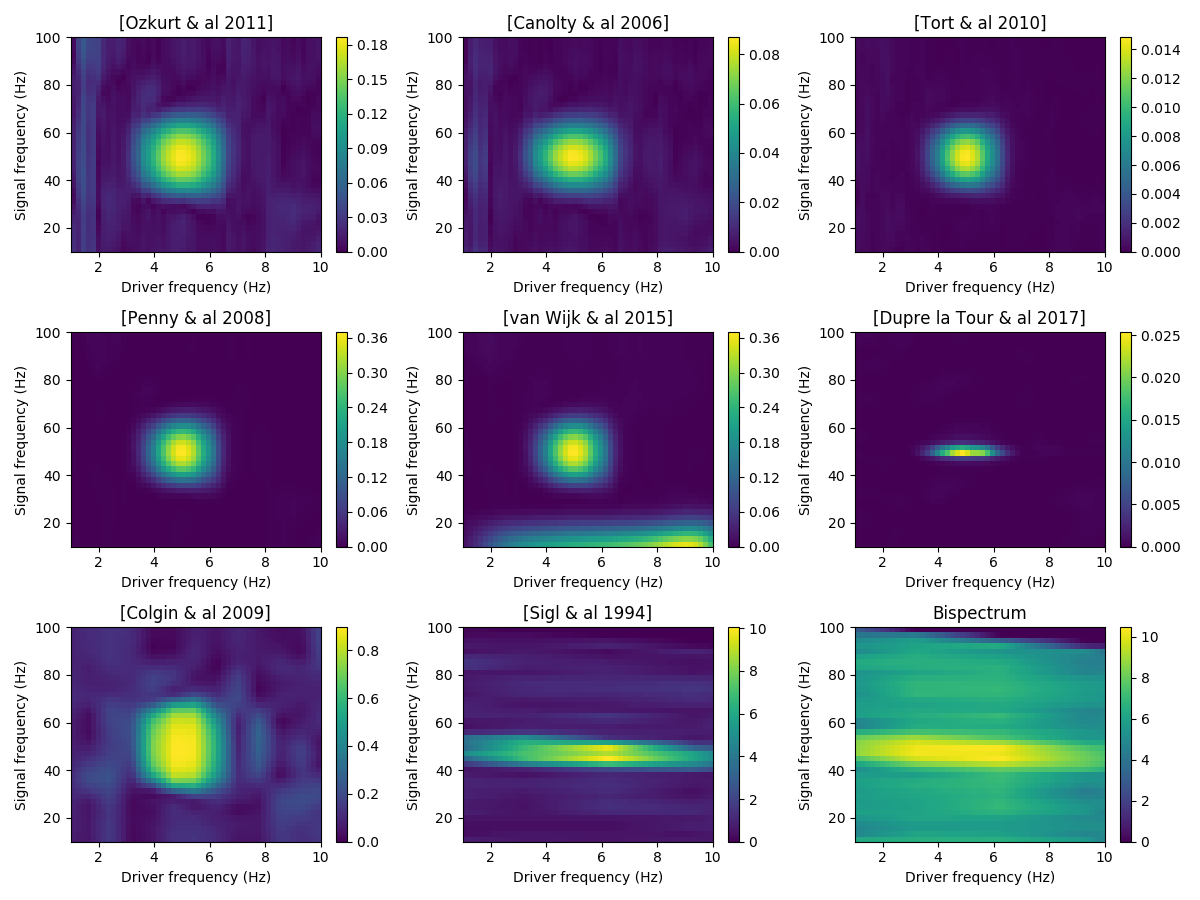 [Ozkurt & al 2011]
[Canolty & al 2006]
[Tort & al 2010]
Signal frequency (Hz)
100
80
60
40
20
2 4 6 8 10
Driver frequency (Hz)
0.18
0.15
0.12
0.09
0.06
0.03
0.00
Signal frequency (Hz)
100
80
60
40
20
2 4 6 8 10
Driver frequency (Hz)
0.08
0.06
0.04
0.02
0.00
Signal frequency (Hz)
100
80
60
40
20
2 4 6 8 10
Driver frequency (Hz)
0.014
0.012
0.010
0.008
0.006
0.004
0.002
0.000
[Penny & al 2008]
[van Wijk & al 2015]
[Dupre la Tour & al 2017]
Signal frequency (Hz)
100
80
60
40
20
2 4 6 8 10
Driver frequency (Hz)
0.36
0.30
0.24
0.18
0.12
0.06
0.00
Signal frequency (Hz)
100
80
60
40
20
2 4 6 8 10
Driver frequency (Hz)
0.36
0.30
0.24
0.18
0.12
0.06
0.00
Signal frequency (Hz)
100
80
60
40
20
2 4 6 8 10
Driver frequency (Hz)
0.025
0.020
0.015
0.010
0.005
0.000
[Colgin & al 2009]
[Sigl & al 1994]
Bispectrum
Signal frequency (Hz)
100
80
60
40
20
2 4 6 8 10
Driver frequency (Hz)
0.8
0.6
0.4
0.2
0.0
Signal frequency (Hz)
100
80
60
40
20
2 4 6 8 10
Driver frequency (Hz)
10
8
6
4
2
0
Signal frequency (Hz)
100
80
60
40
20
2 4 6 8 10
Driver frequency (Hz)
10
8
6
4
2
0